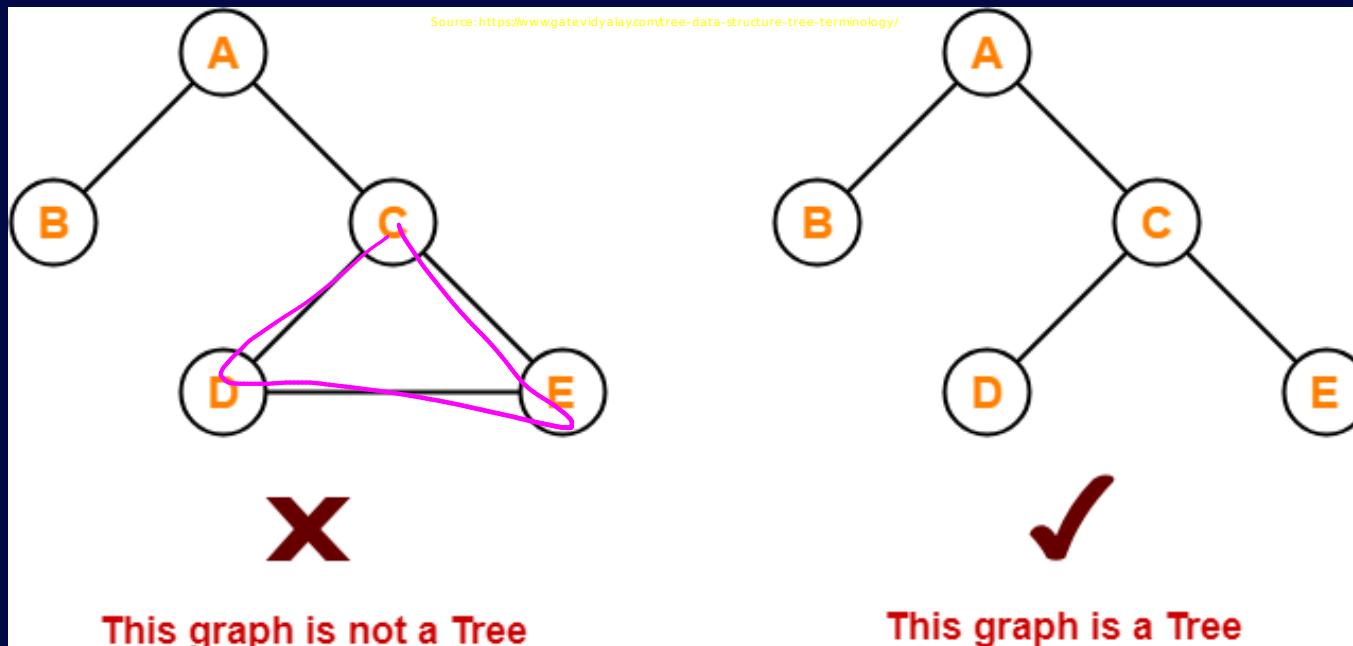 Source: https://www.gatevidyalay.com/tree-data-structure-tree-terminology/
A
B
C
D
E
This graph is not a Tree
A
B
C
D
E
This graph is a Tree